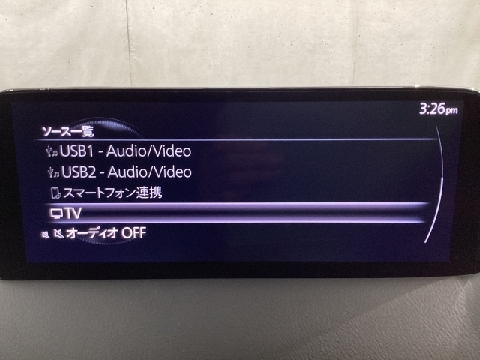 3:26pm
ソース一覧
USB1 - Audio/Video
USB2 - Audio/Video
スマートフォン連携
TV
オーディオ OFF